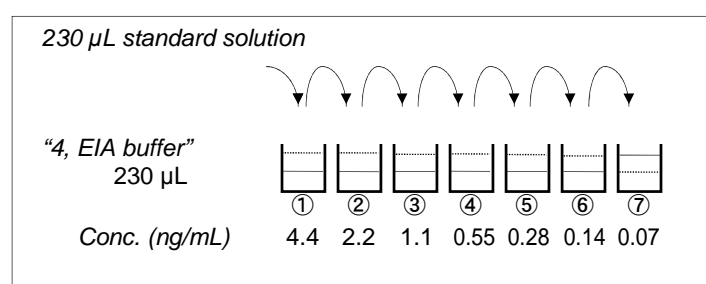 230 µL standard solution
“4, EIA buffer”
230 µL
① ② ③ ④ ⑤ ⑥ ⑦
Conc. (ng/mL) 4.4 2.2 1.1 0.55 0.28 0.14 0.07